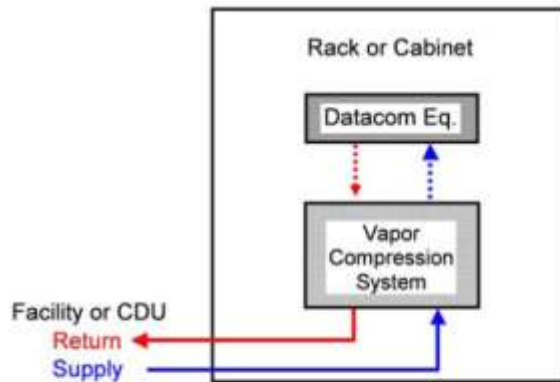 Rack or Cabinet
Datacom Eq.
Vapor
Compression
System
Facility or CDU
Return
Supply